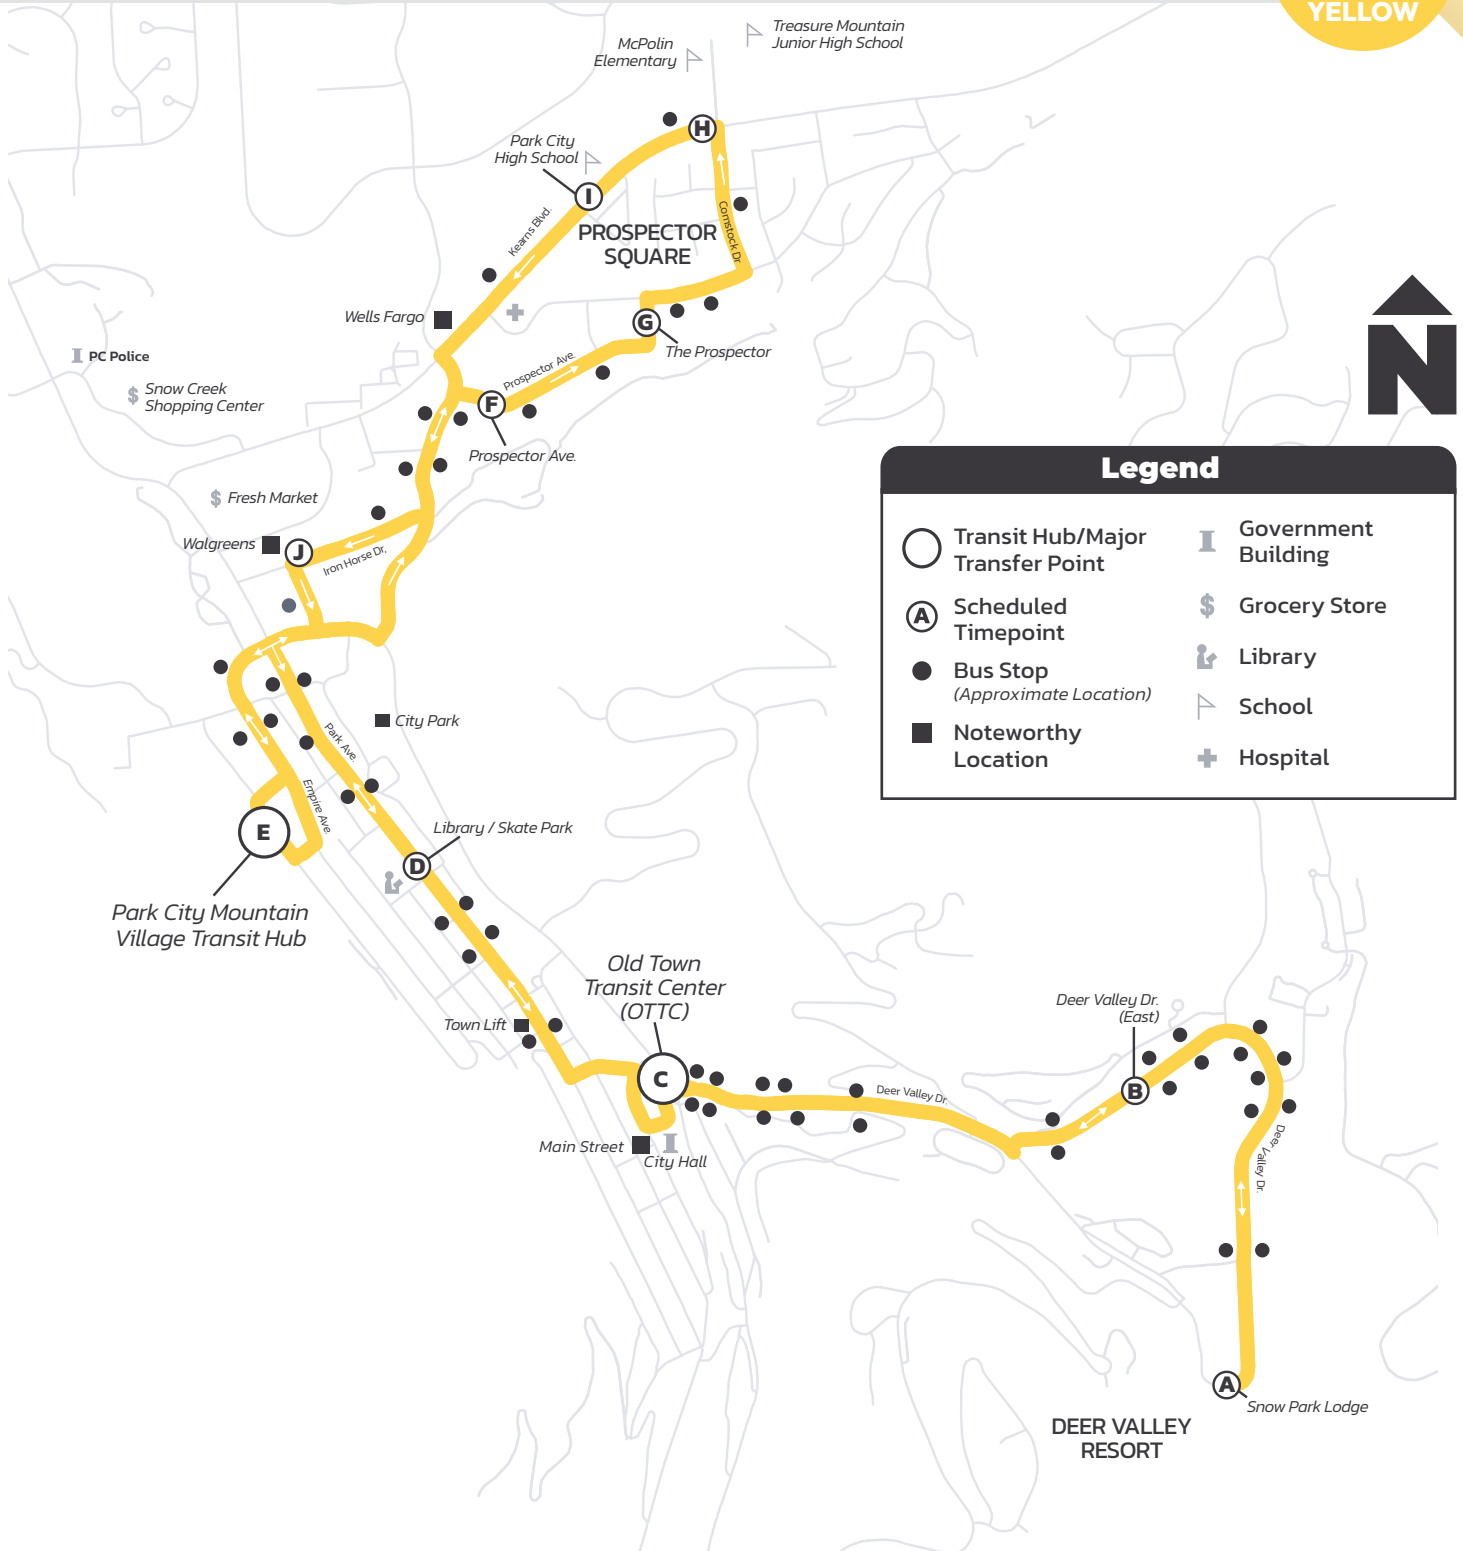 YELLOW
Treasure Mountain
Junior High School
McPolin
Elementary
H
Park City
High School
I
Kearns Blvd.
Comstock Dr.
PROSPECTOR
SQUARE
Wells Fargo
G
The Prospector
PC Police
Snow Creek
Shopping Center
Prospector Ave.
F
Prospector Ave.
N
Fresh Market
Walgreens
J
Iron Horse Dr.
City Park
Park Ave.
Empire Ave.
E
Library / Skate Park
D
Park City Mountain
Village Transit Hub
Old Town
Transit Center
(OTTC)
Town Lift
C
Deer Valley Dr.
Deer Valley Dr.
(East)
B
Main Street
City Hall
Deer Valley Dr.
A
Snow Park Lodge
DEER VALLEY
RESORT
Legend
Transit Hub/Major
Transfer Point
A
Scheduled
Timepoint
Bus Stop
(Approximate Location)
Noteworthy
Location
Government
Building
$
Grocery Store
Library
School
Hospital